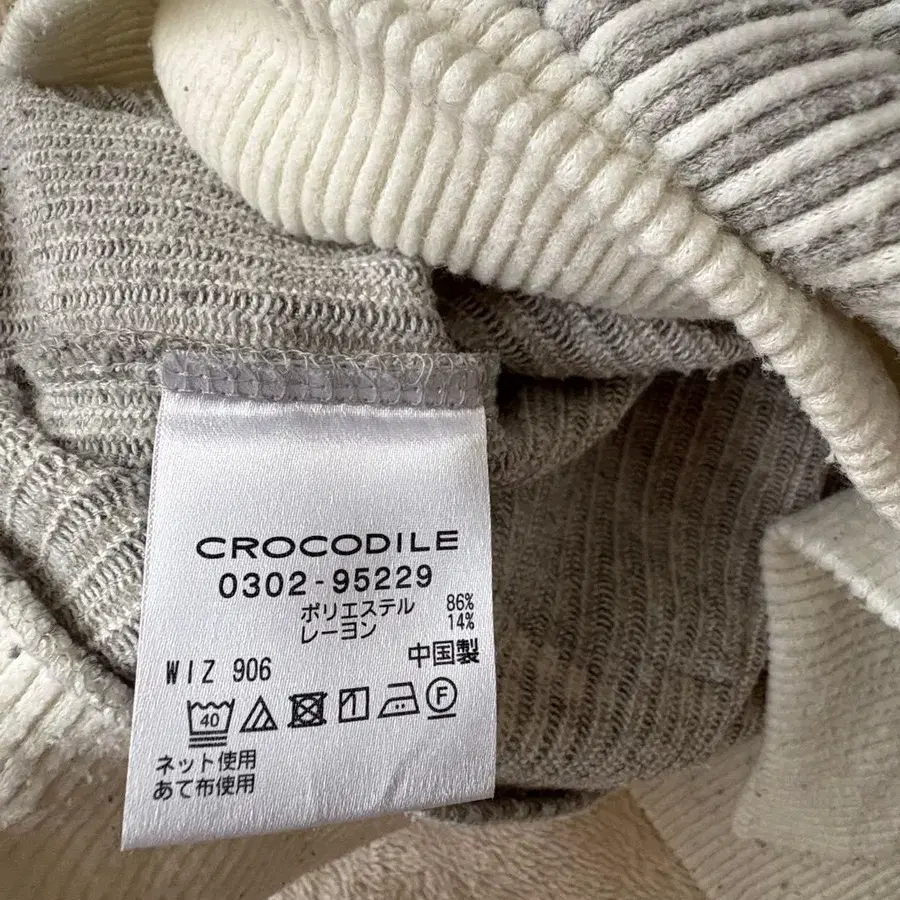 CROCODILE
0302-95229
ポリエステル 86%
レーヨン 14%
中国製
WIZ 906
40 F
ネット使用
あて布使用